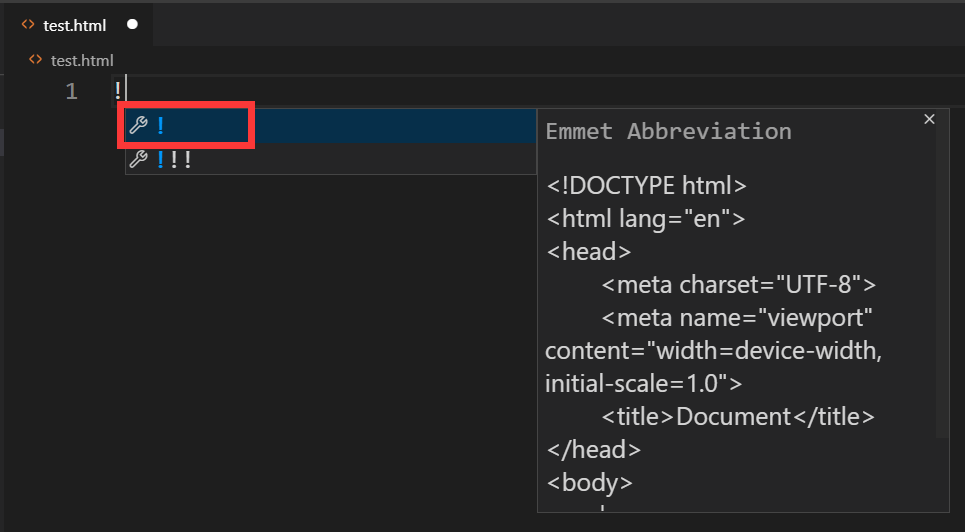 test.html
test.html
1 !
!
!!!
Emmet Abbreviation
<!DOCTYPE html>
<html lang="en">
<head>
<meta charset="UTF-8">
<meta name="viewport"
content="width=device-width,
initial-scale=1.0">
<title>Document</title>
</head>
<body>